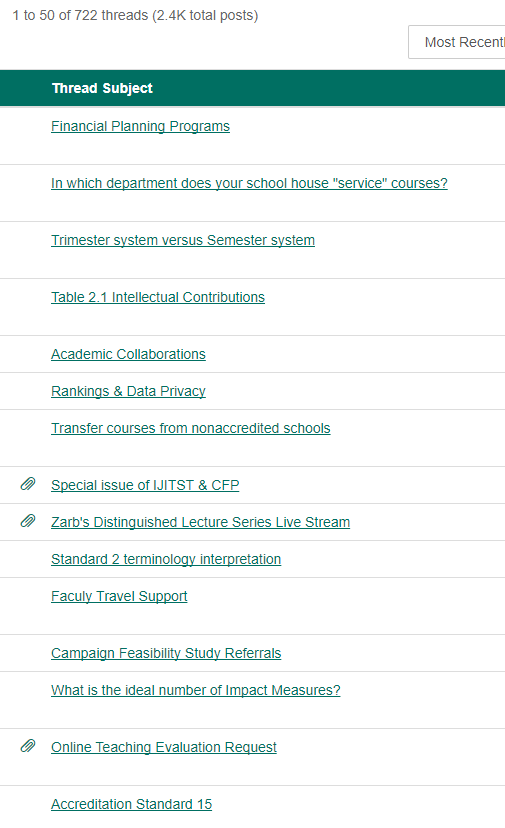 1 to 50 of 722 threads (2.4K total posts)
Most Recentl
Thread Subject
Financial Planning Programs
In which department does your school house "service" courses?
Trimester system versus Semester system
Table 2.1 Intellectual Contributions
Academic Collaborations
Rankings & Data Privacy
Transfer courses from nonaccredited schools
Special issue of IJITST & CFP
Zarb's Distinguished Lecture Series Live Stream
Standard 2 terminology interpretation
Faculy Travel Support
Campaign Feasibility Study Referrals
What is the ideal number of Impact Measures?
Online Teaching Evaluation Request
Accreditation Standard 15